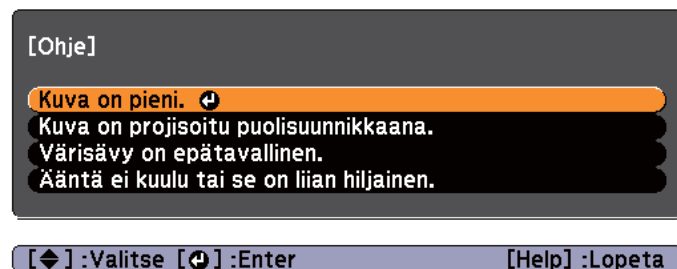 [Ohje]
Kuva on pieni.
Kuva on projisoitu puolisuunnikkaana.
Värisävy on epätavallinen.
Ääntä ei kuulu tai se on liian hiljainen.
[◆] :Valitse [↵] :Enter [Help] :Lopeta